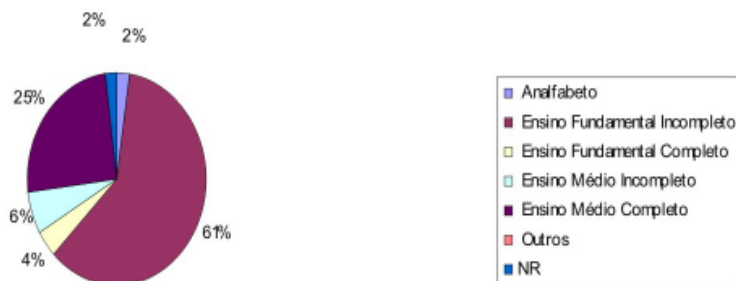 2%
2%
25%
6%
4%
61%
Analfabeto
Ensino Fundamental Incompleto
Ensino Fundamental Completo
Ensino Médio Incompleto
Ensino Médio Completo
Outros
NR